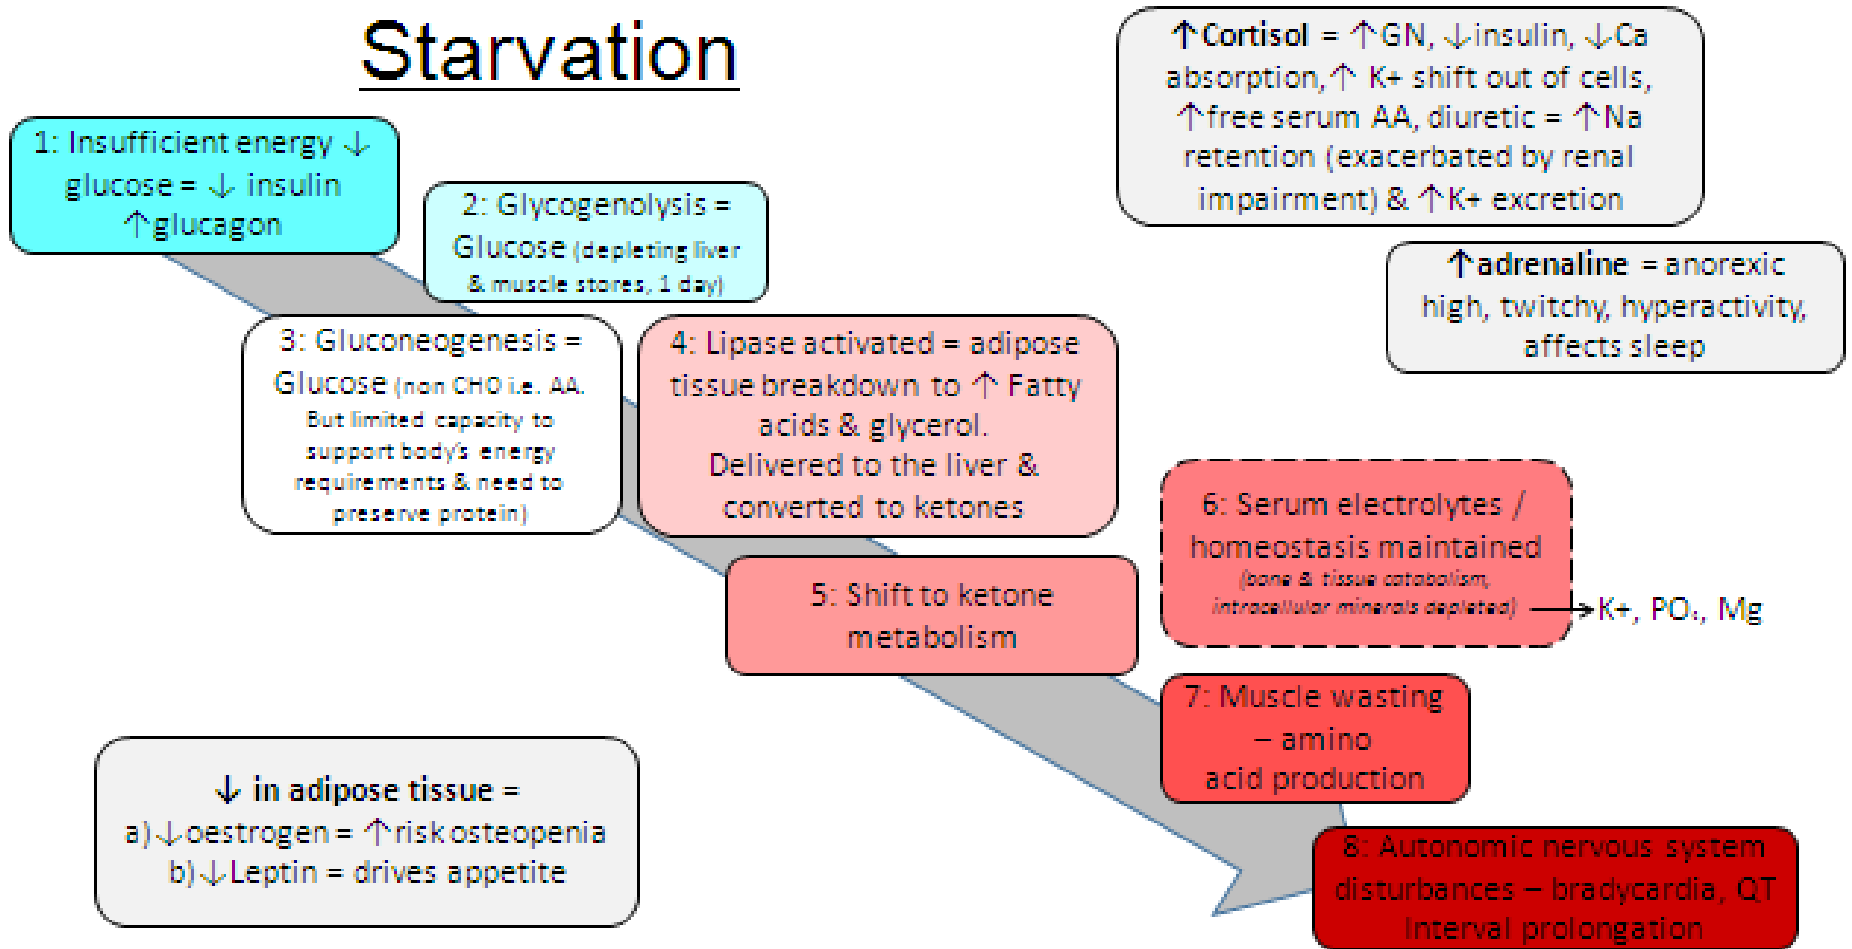 Starvation
1: Insufficient energy ↓
glucose = ↓ insulin
↑glucagon
2: Glycogenolysis =
Glucose (depleting liver
& muscle stores, 1 day)
3: Gluconeogenesis =
Glucose (non CHO i.e. AA.
But limited capacity to
support body's energy
requirements & need to
preserve protein)
4: Lipase activated = adipose
tissue breakdown to ↑ Fatty
acids & glycerol.
Delivered to the liver &
converted to ketones
5: Shift to ketone
metabolism
6: Serum electrolytes /
homeostasis maintained
(bone & tissue catabolism,
intracellular minerals depleted)
K+, PO₄, Mg
7: Muscle wasting
– amino
acid production
8: Autonomic nervous system
disturbances – bradycardia, QT
Interval prolongation
↑Cortisol = ↑GN, ↓insulin, ↓Ca
absorption,↑ K+ shift out of cells,
↑free serum AA, diuretic = ↑Na
retention (exacerbated by renal
impairment) & ↑K+ excretion
↑adrenaline = anorexic
high, twitchy, hyperactivity,
affects sleep
↓ in adipose tissue =
a)↓oestrogen = ↑risk osteopenia
b)↓Leptin = drives appetite